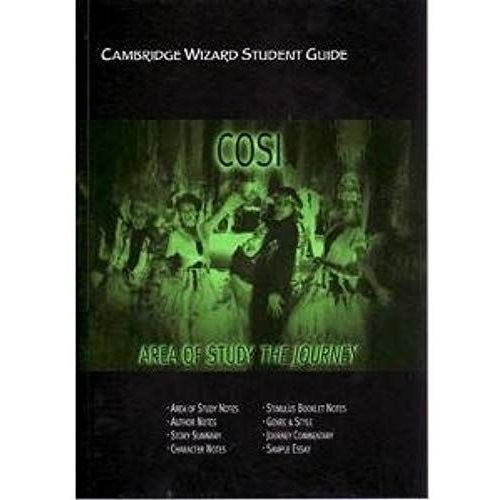 CAMBRIDGE WIZARD STUDENT GUIDE
COSI
AREA OF STUDY THE JOURNEY
· AREA OF STUDY NOTES
· AUTHOR NOTES
· STORY SUMMARY
· CHARACTER NOTES
· STIMULUS BOOKLET NOTES
· GENRE & STYLE
· JOURNEY COMMENTARY
· SAMPLE ESSAY